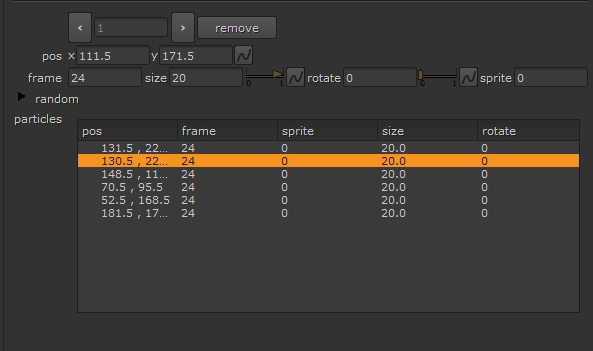 ‹ 1 › remove
pos x 111.5 y 171.5
frame 24 size 20 0 1 rotate 0 0 1 sprite 0
random
particles
pos frame sprite size rotate
131.5 , 22... 24 0 20.0 0
130.5 , 22... 24 0 20.0 0
148.5 , 11... 24 0 20.0 0
70.5 , 95.5 24 0 20.0 0
52.5 , 168.5 24 0 20.0 0
181.5 , 17... 24 0 20.0 0